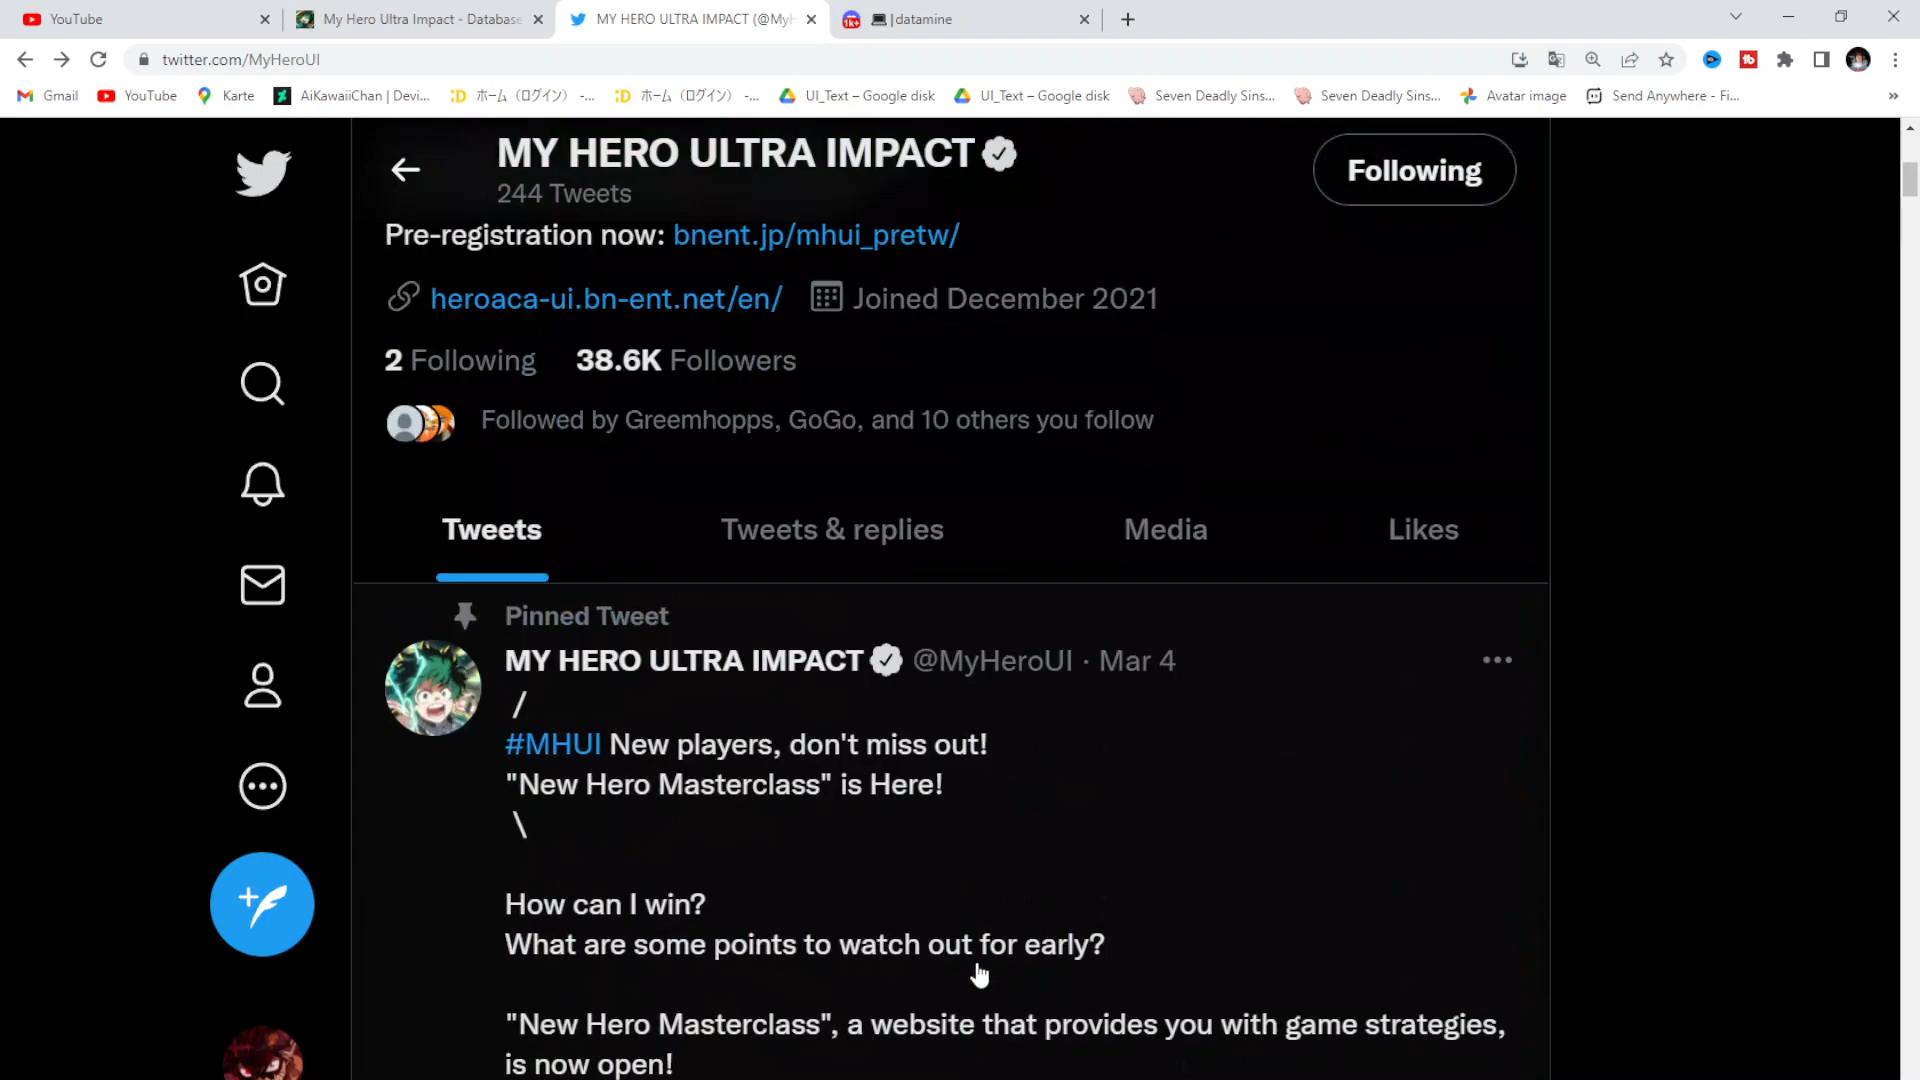 YouTube
My Hero Ultra Impact - Database
MY HERO ULTRA IMPACT (@MyH
1k+ |datamine
twitter.com/MyHeroUI
Gmail
YouTube
Karte
AiKawaiiChan | Devi...
ホーム（ログイン） -...
ホーム（ログイン） -...
UI_Text – Google disk
UI_Text – Google disk
Seven Deadly Sins...
Seven Deadly Sins...
Avatar image
Send Anywhere - Fi...
MY HERO ULTRA IMPACT
244 Tweets
Following
Pre-registration now: bnent.jp/mhui_pretw/
heroaca-ui.bn-ent.net/en/ Joined December 2021
2 Following 38.6K Followers
Followed by Greemhopps, GoGo, and 10 others you follow
Tweets Tweets & replies Media Likes
Pinned Tweet
MY HERO ULTRA IMPACT @MyHeroUI · Mar 4
/
#MHUI New players, don't miss out!
"New Hero Masterclass" is Here!
\
How can I win?
What are some points to watch out for early?
"New Hero Masterclass", a website that provides you with game strategies,
is now open!